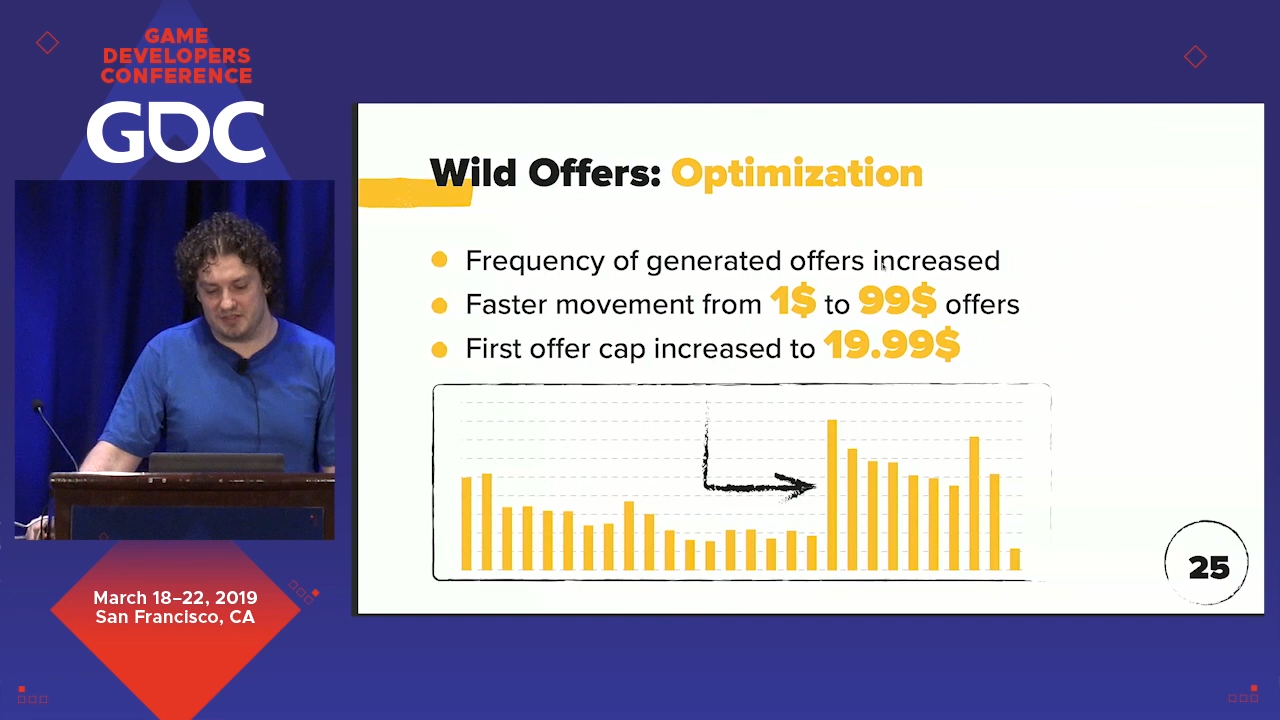 GAME
DEVELOPERS
CONFERENCE
GDC
Wild Offers: Optimization
Frequency of generated offers increased
Faster movement from 1$ to 99$ offers
First offer cap increased to 19.99$
25
March 18–22, 2019
San Francisco, CA